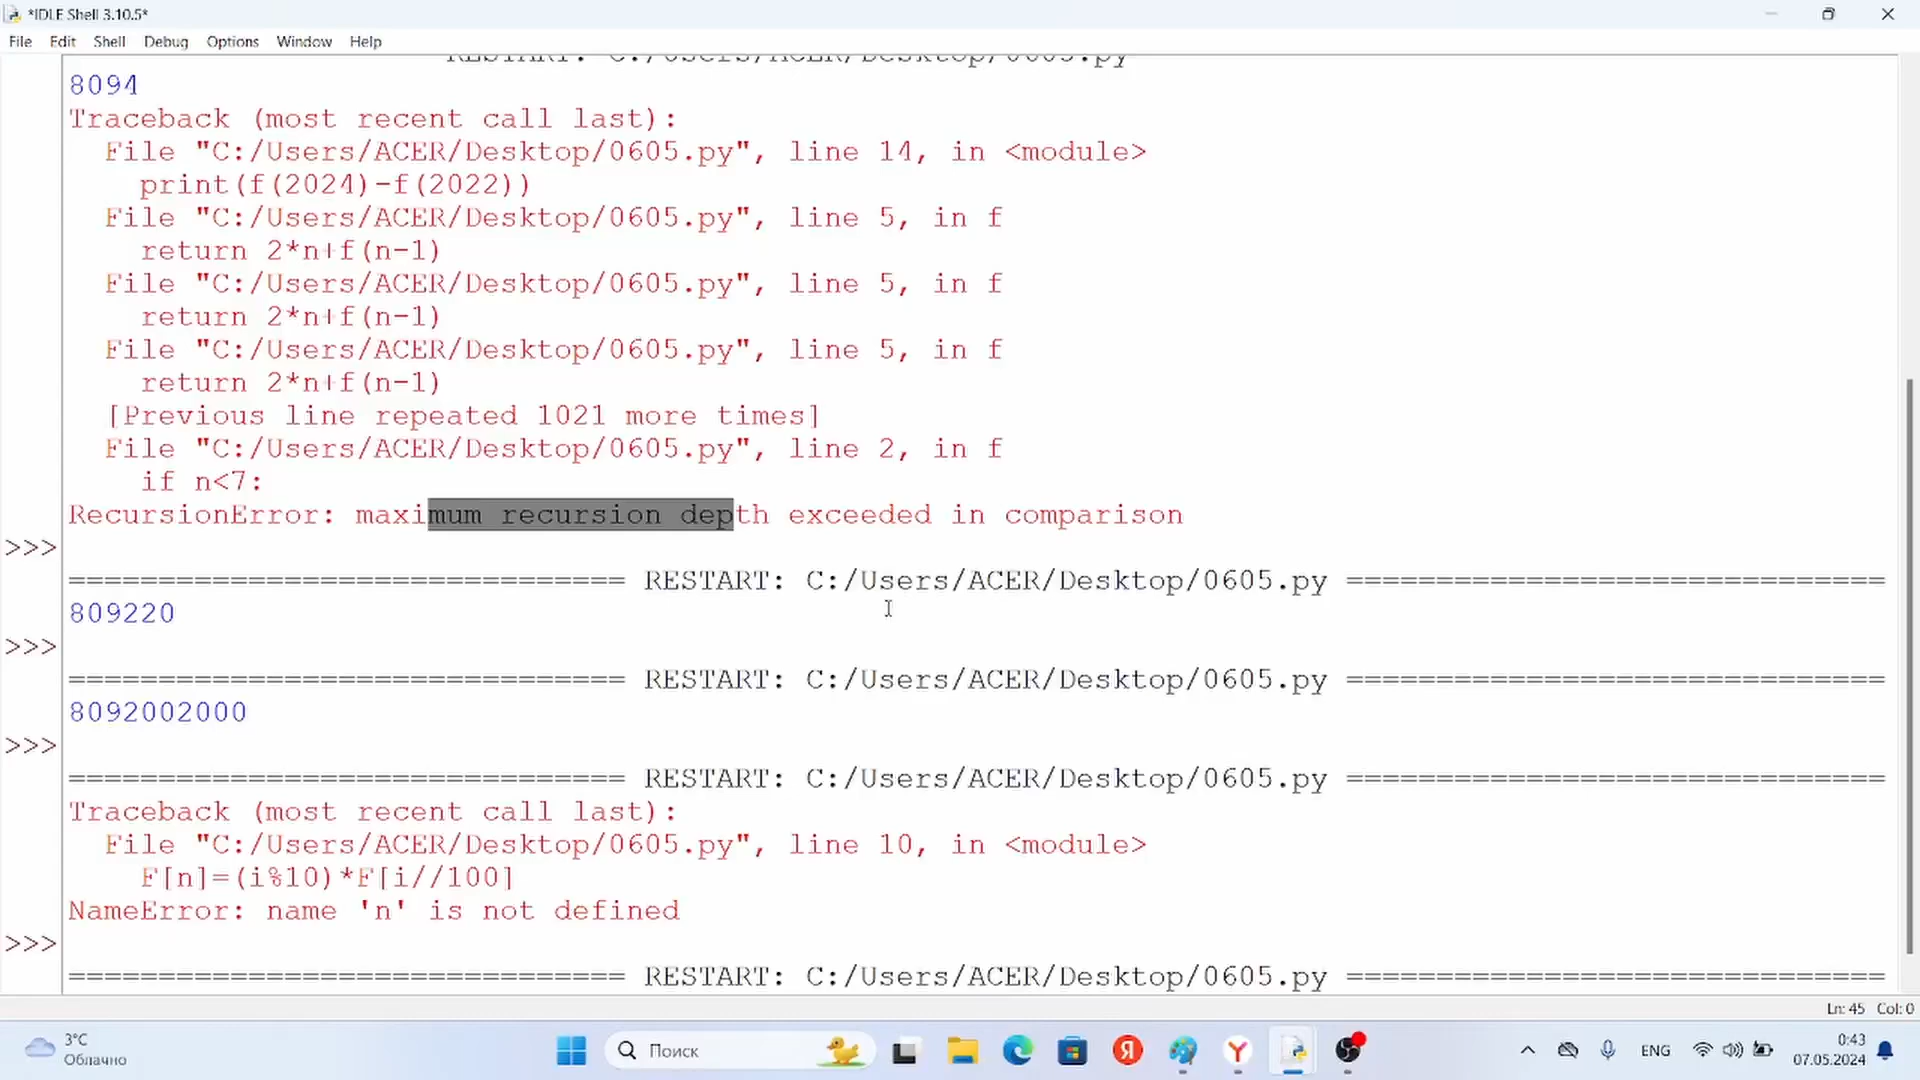 *IDLE Shell 3.10.5*
File Edit Shell Debug Options Window Help
RESTART: C:/Users/ACER/Desktop/0605.py
8094
Traceback (most recent call last):
File "C:/Users/ACER/Desktop/0605.py", line 14, in <module>
print(f(2024)-f(2022))
File "C:/Users/ACER/Desktop/0605.py", line 5, in f
return 2*n+f(n-1)
File "C:/Users/ACER/Desktop/0605.py", line 5, in f
return 2*n+f(n-1)
File "C:/Users/ACER/Desktop/0605.py", line 5, in f
return 2*n+f(n-1)
[Previous line repeated 1021 more times]
File "C:/Users/ACER/Desktop/0605.py", line 2, in f
if n<7:
RecursionError: maximum recursion depth exceeded in comparison
>>>
=============================== RESTART: C:/Users/ACER/Desktop/0605.py ==============================
809220
>>>
=============================== RESTART: C:/Users/ACER/Desktop/0605.py ==============================
8092002000
>>>
=============================== RESTART: C:/Users/ACER/Desktop/0605.py ==============================
Traceback (most recent call last):
File "C:/Users/ACER/Desktop/0605.py", line 10, in <module>
F[n]=(i%10)*F[i//100]
NameError: name 'n' is not defined
>>>
=============================== RESTART: C:/Users/ACER/Desktop/0605.py ==============================
Ln: 45 Col: 0
3°C
Облачно
Поиск
ENG
0:43
07.05.2024